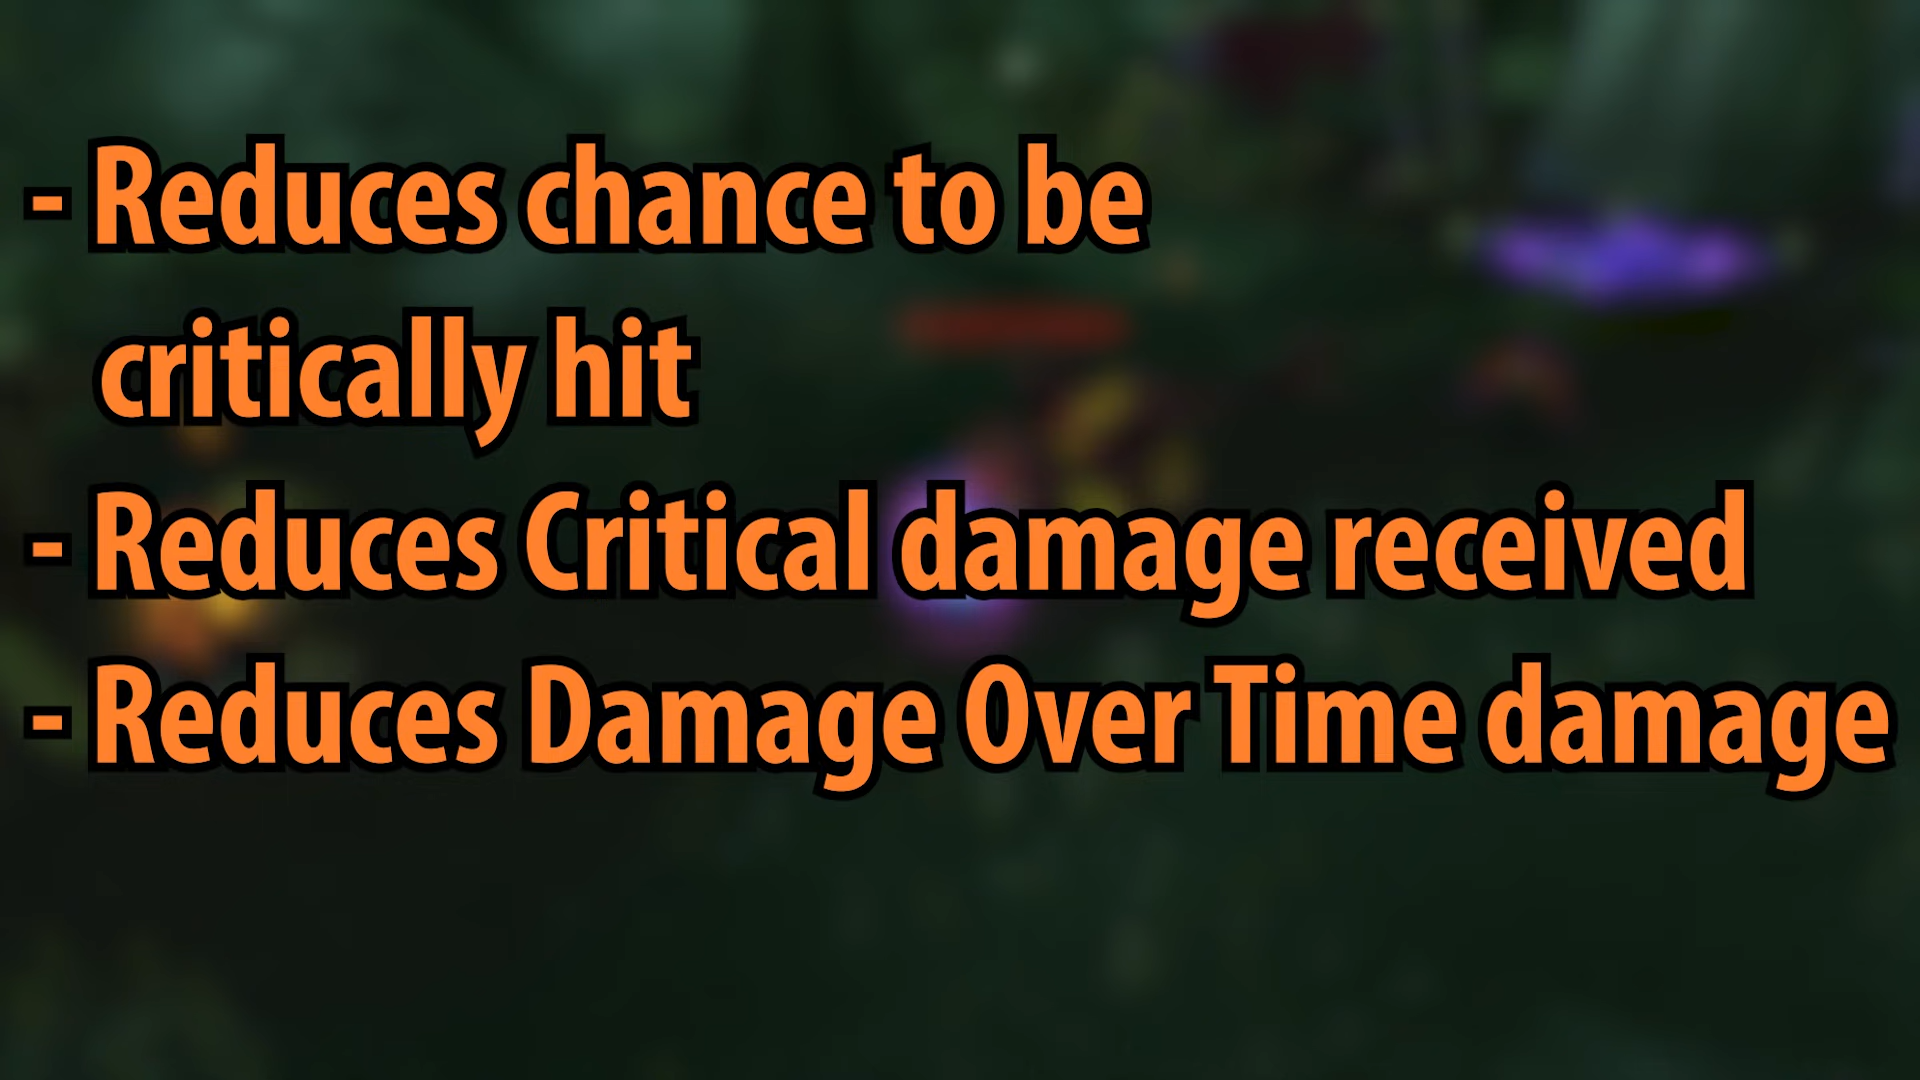 - Reduces chance to be
critically hit
- Reduces Critical damage received
- Reduces Damage Over Time damage